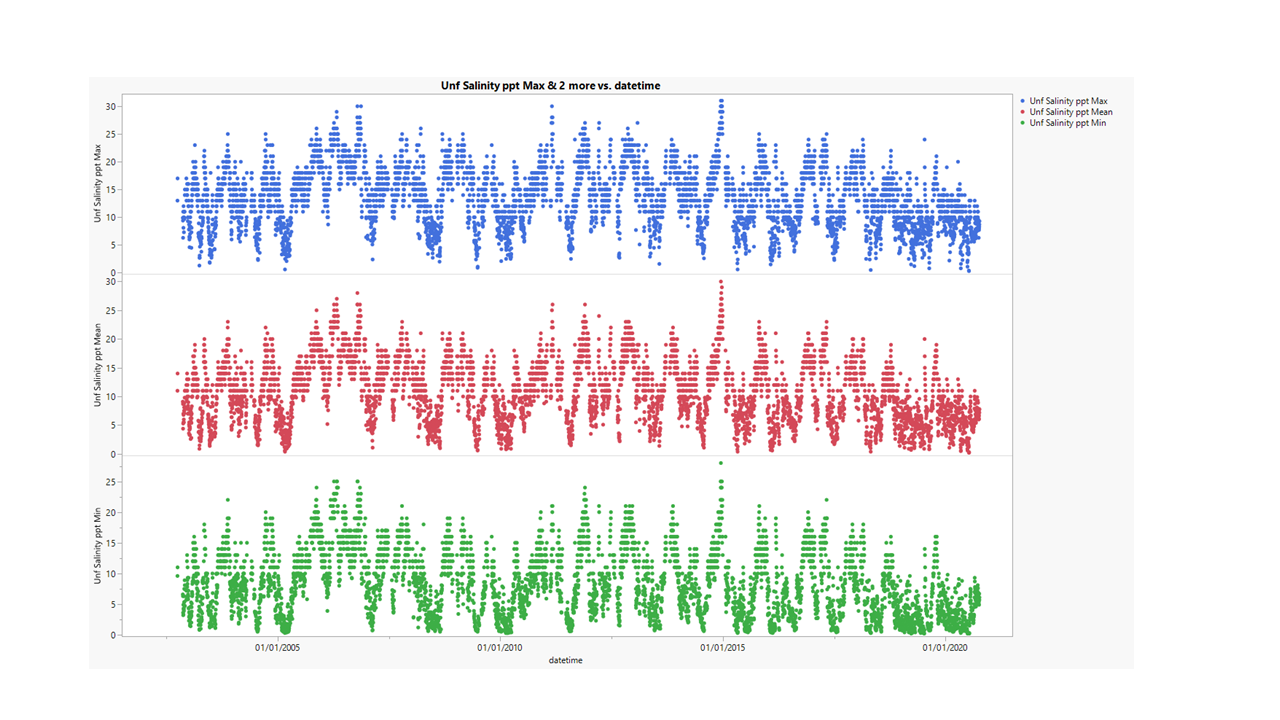 Unf Salinity ppt Max & 2 more vs. datetime
Unf Salinity ppt Max
Unf Salinity ppt Mean
Unf Salinity ppt Min
Unf Salinity ppt Max
30
25
20
15
10
5
0
Unf Salinity ppt Mean
30
25
20
15
10
5
0
Unf Salinity ppt Min
25
20
15
10
5
0
01/01/2005 01/01/2010 01/01/2015 01/01/2020
datetime